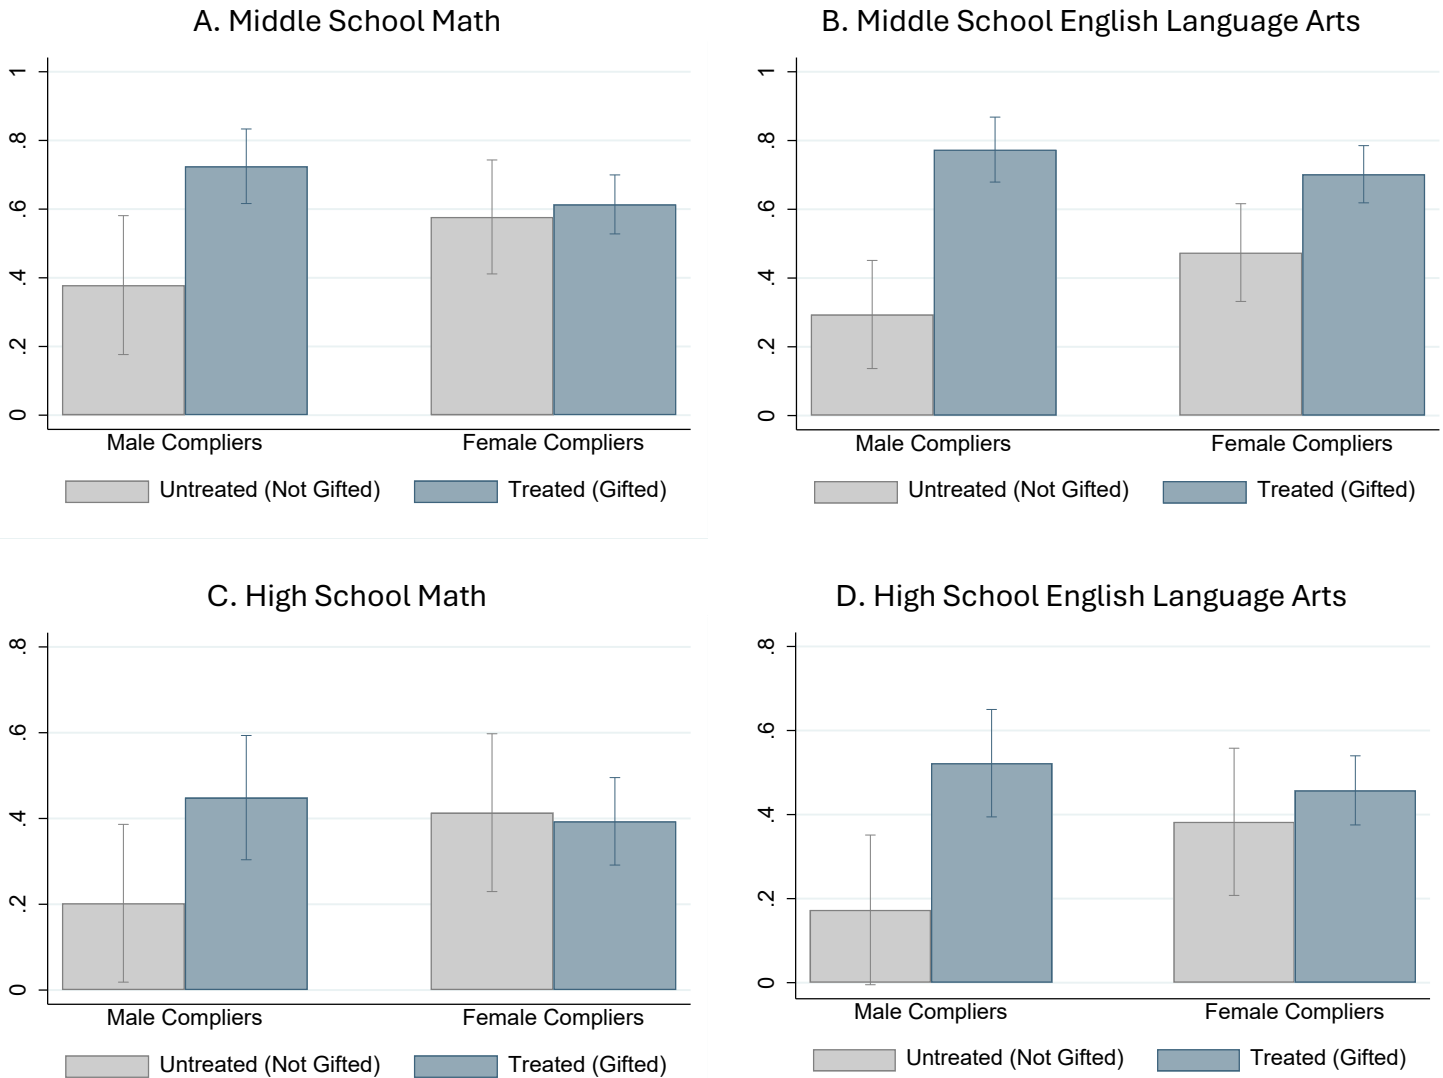 A. Middle School Math
1
.8
.6
.4
.2
0
Male Compliers Female Compliers
Untreated (Not Gifted) Treated (Gifted)
B. Middle School English Language Arts
1
.8
.6
.4
.2
0
Male Compliers Female Compliers
Untreated (Not Gifted) Treated (Gifted)
C. High School Math
.8
.6
.4
.2
0
Male Compliers Female Compliers
Untreated (Not Gifted) Treated (Gifted)
D. High School English Language Arts
.8
.6
.4
.2
0
Male Compliers Female Compliers
Untreated (Not Gifted) Treated (Gifted)